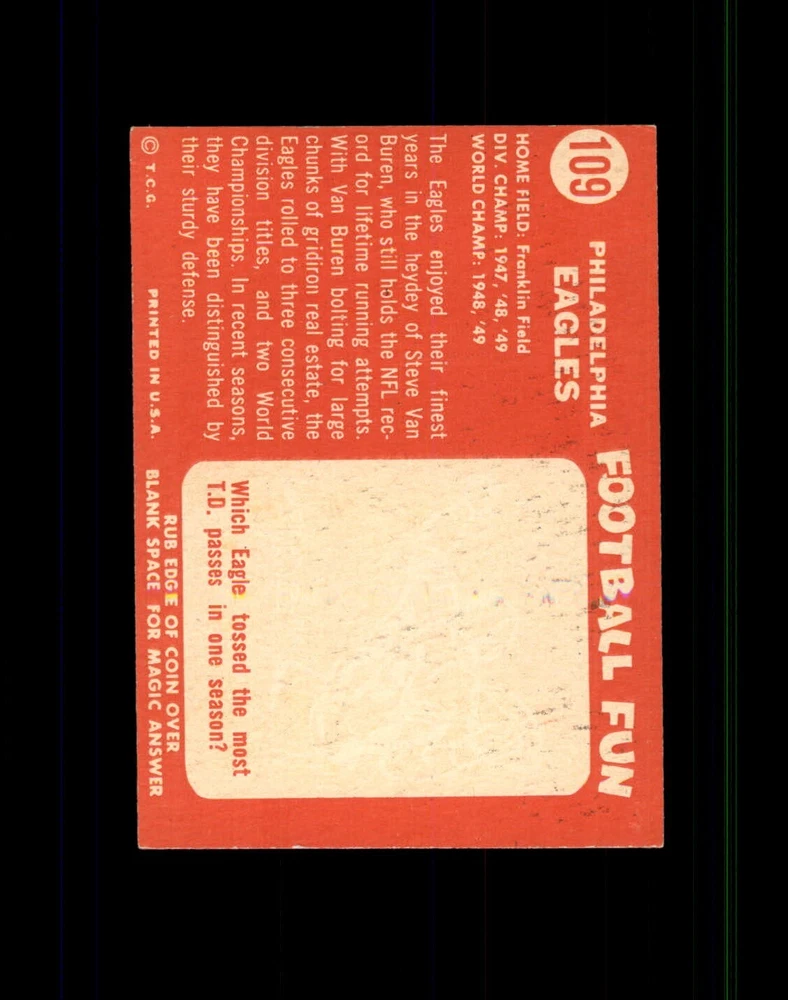 109
PHILADELPHIA
EAGLES
HOME FIELD: Franklin Field
DIV. CHAMP: 1947, '48, '49
WORLD CHAMP: 1948, '49
The Eagles enjoyed their finest
years in the heydey of Steve Van
Buren, who still holds the NFL rec-
ord for lifetime running attempts.
With Van Buren bolting for large
chunks of gridiron real estate, the
Eagles rolled to three consecutive
division titles, and two World
Championships. In recent seasons,
they have been distinguished by
their sturdy defense.
© T.C.G. PRINTED IN U.S.A.
FOOTBALL FUN
Which Eagle tossed the most
T.D. passes in one season?
RUB EDGE OF COIN OVER
BLANK SPACE FOR MAGIC ANSWER